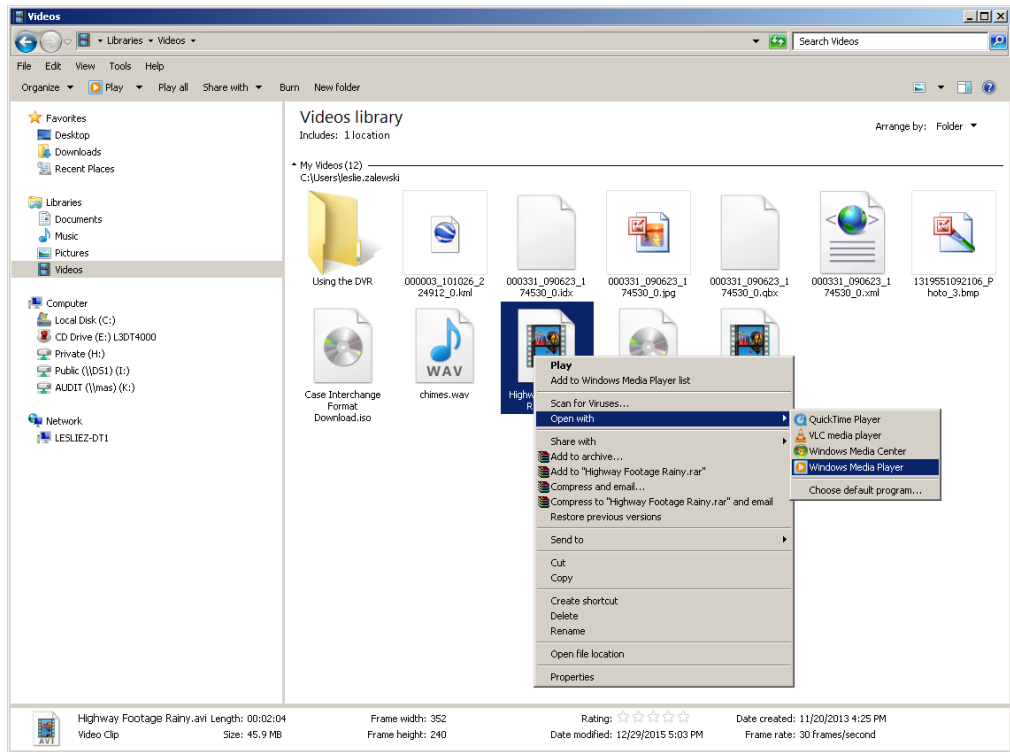 Videos
Libraries Videos
Search Videos
File Edit View Tools Help
Organize Play Play all Share with Burn New folder
Favorites
Desktop
Downloads
Recent Places
Libraries
Documents
Music
Pictures
Videos
Computer
Local Disk (C:)
CD Drive (E:) L3DT4000
Private (H:)
Public (\\DS1) (I:)
AUDIT (\\mas) (K:)
Network
LESLIEZ-DT1
Videos library
Includes: 1 location
Arrange by: Folder
My Videos (12)
C:\Users\leslie.zalewski
Using the DVR
000003_101026_2
24912_0.kml
000331_090623_1
74530_0.idx
000331_090623_1
74530_0.jpg
000331_090623_1
74530_0.qbx
000331_090623_1
74530_0.xml
1319551092106_P
hoto_3.bmp
Case Interchange
Format
Download.iso
WAV
chimes.wav
Highw
R
Play
Add to Windows Media Player list
Scan for Viruses...
Open with
Share with
Add to archive...
Add to "Highway Footage Rainy.rar"
Compress and email...
Compress to "Highway Footage Rainy.rar" and email
Restore previous versions
Send to
Cut
Copy
Create shortcut
Delete
Rename
Open file location
Properties
QuickTime Player
VLC media player
Windows Media Center
Windows Media Player
Choose default program...
AVI
Highway Footage Rainy.avi Length: 00:02:04 Frame width: 352 Rating: Date created: 11/20/2013 4:25 PM
Video Clip Size: 45.9 MB Frame height: 240 Date modified: 12/29/2015 5:03 PM Frame rate: 30 frames/second